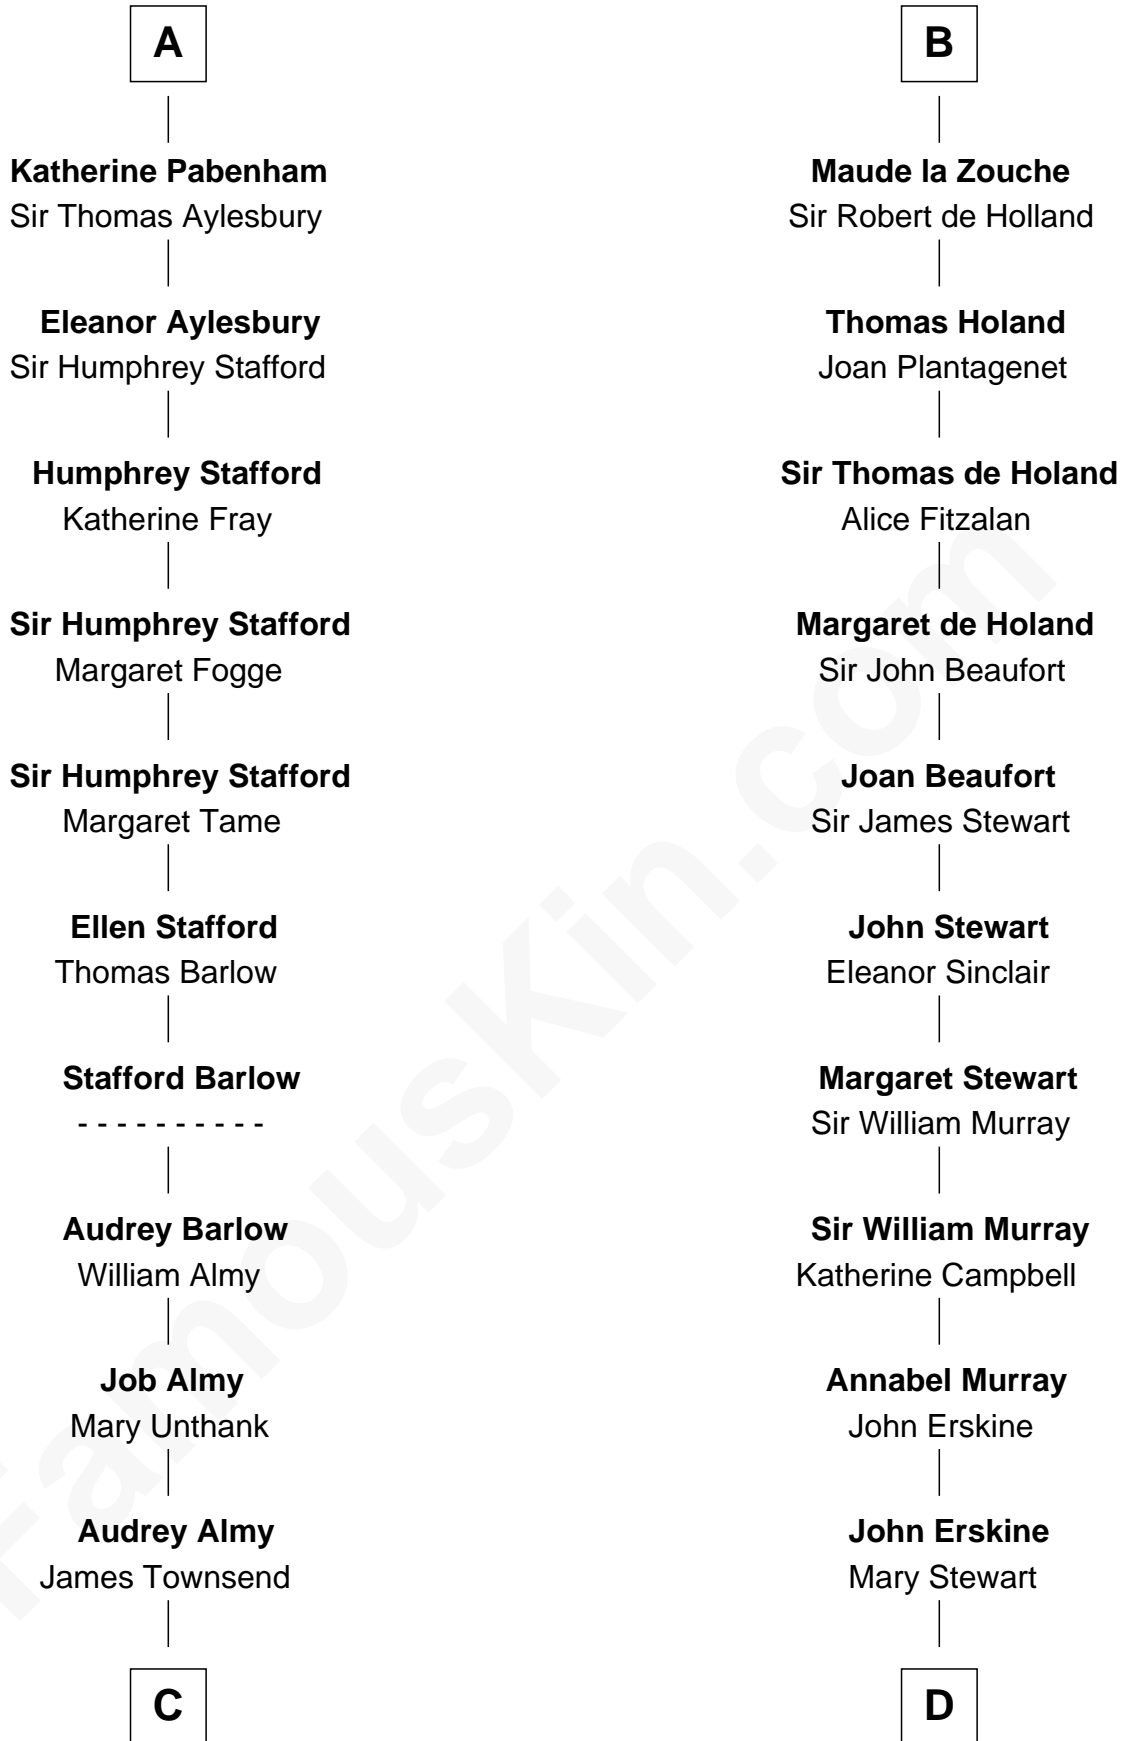 A
Katherine Pabenham
Sir Thomas Aylesbury
Eleanor Aylesbury
Sir Humphrey Stafford
Humphrey Stafford
Katherine Fray
Sir Humphrey Stafford
Margaret Fogge
Sir Humphrey Stafford
Margaret Tame
Ellen Stafford
Thomas Barlow
Stafford Barlow
- - - - - - - - - -
Audrey Barlow
William Almy
Job Almy
Mary Unthank
Audrey Almy
James Townsend
C
B
Maude la Zouche
Sir Robert de Holland
Thomas Holand
Joan Plantagenet
Sir Thomas de Holand
Alice Fitzalan
Margaret de Holand
Sir John Beaufort
Joan Beaufort
Sir James Stewart
John Stewart
Eleanor Sinclair
Margaret Stewart
Sir William Murray
Sir William Murray
Katherine Campbell
Annabel Murray
John Erskine
John Erskine
Mary Stewart
D
FamousKin.com